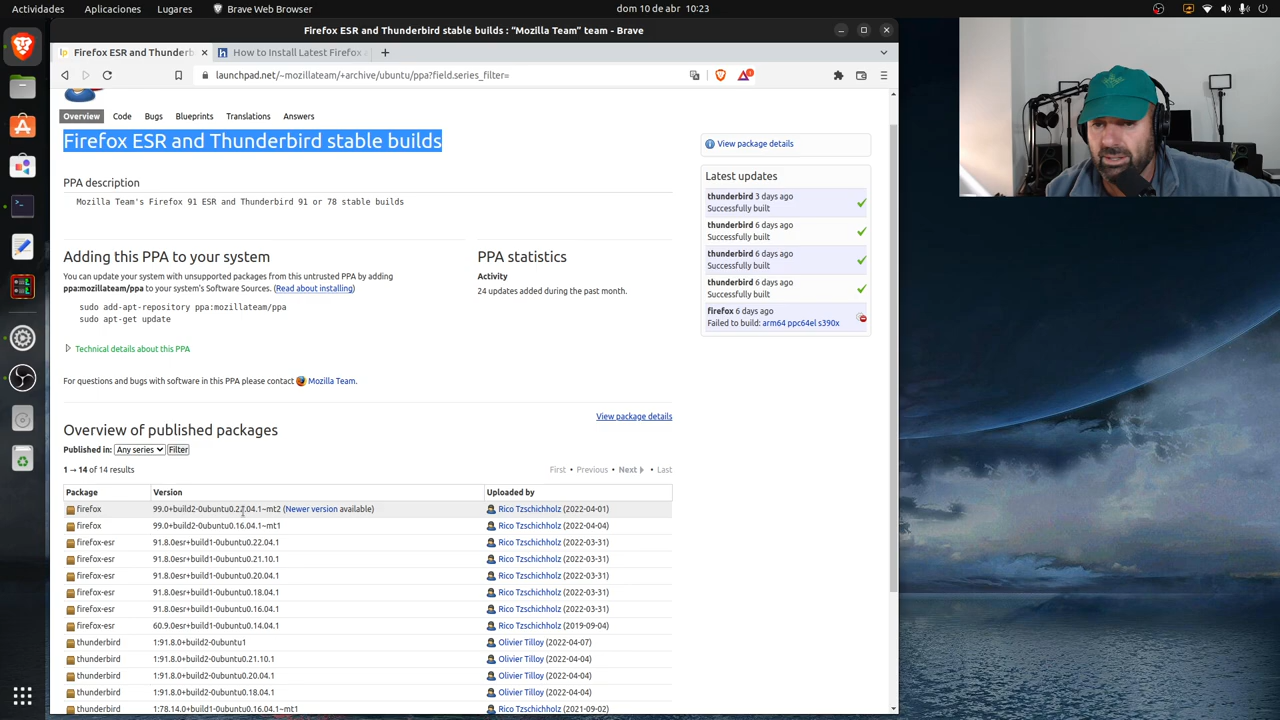 Actividades Aplicaciones Lugares Brave Web Browser dom 10 de abr 10:23
Firefox ESR and Thunderbird stable builds : “Mozilla Team” team - Brave
Firefox ESR and Thunderb How to Install Latest Firefox
launchpad.net/~mozillateam/+archive/ubuntu/ppa?field.series_filter=
Overview Code Bugs Blueprints Translations Answers
Firefox ESR and Thunderbird stable builds
PPA description
Mozilla Team's Firefox 91 ESR and Thunderbird 91 or 78 stable builds
Adding this PPA to your system
You can update your system with unsupported packages from this untrusted PPA by adding
ppa:mozillateam/ppa to your system's Software Sources. (Read about installing)
sudo add-apt-repository ppa:mozillateam/ppa
sudo apt-get update
Technical details about this PPA
For questions and bugs with software in this PPA please contact Mozilla Team.
PPA statistics
Activity
24 updates added during the past month.
View package details
Latest updates
thunderbird 3 days ago
Successfully built
thunderbird 6 days ago
Successfully built
thunderbird 6 days ago
Successfully built
thunderbird 6 days ago
Successfully built
firefox 6 days ago
Failed to build: arm64 ppc64el s390x
View package details
Overview of published packages
Published in: Any series Filter
1 → 14 of 14 results First • Previous • Next • Last
Package Version Uploaded by
firefox 99.0+build2-0ubuntu0.22.04.1~mt2 (Newer version available) Rico Tzschichholz (2022-04-01)
firefox 99.0+build2-0ubuntu0.16.04.1~mt1 Rico Tzschichholz (2022-04-04)
firefox-esr 91.8.0esr+build1-0ubuntu0.22.04.1 Rico Tzschichholz (2022-03-31)
firefox-esr 91.8.0esr+build1-0ubuntu0.21.10.1 Rico Tzschichholz (2022-03-31)
firefox-esr 91.8.0esr+build1-0ubuntu0.20.04.1 Rico Tzschichholz (2022-03-31)
firefox-esr 91.8.0esr+build1-0ubuntu0.18.04.1 Rico Tzschichholz (2022-03-31)
firefox-esr 91.8.0esr+build1-0ubuntu0.16.04.1 Rico Tzschichholz (2022-03-31)
firefox-esr 60.9.0esr+build1-0ubuntu0.14.04.1 Rico Tzschichholz (2019-09-04)
thunderbird 1:91.8.0+build2-0ubuntu1 Olivier Tilloy (2022-04-07)
thunderbird 1:91.8.0+build2-0ubuntu0.21.10.1 Olivier Tilloy (2022-04-04)
thunderbird 1:91.8.0+build2-0ubuntu0.20.04.1 Olivier Tilloy (2022-04-04)
thunderbird 1:91.8.0+build2-0ubuntu0.18.04.1 Olivier Tilloy (2022-04-04)
thunderbird 1:78.14.0+build1-0ubuntu0.16.04.1~mt1 Rico Tzschichholz (2021-09-02)